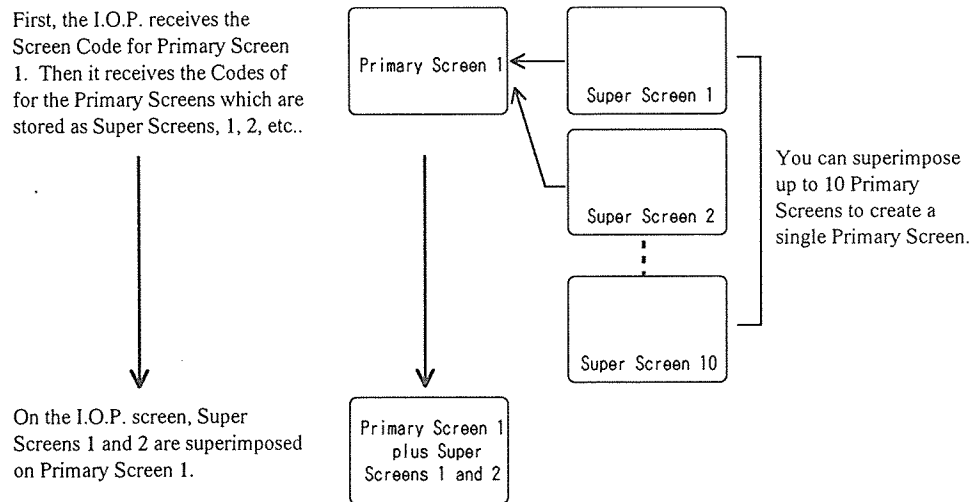 First, the I.O.P. receives the
Screen Code for Primary Screen
1. Then it receives the Codes of
for the Primary Screens which are
stored as Super Screens, 1, 2, etc..
Primary Screen 1
Super Screen 1
Super Screen 2
Super Screen 10
You can superimpose
up to 10 Primary
Screens to create a
single Primary Screen.
On the I.O.P. screen, Super
Screens 1 and 2 are superimposed
on Primary Screen 1.
Primary Screen 1
plus Super
Screens 1 and 2